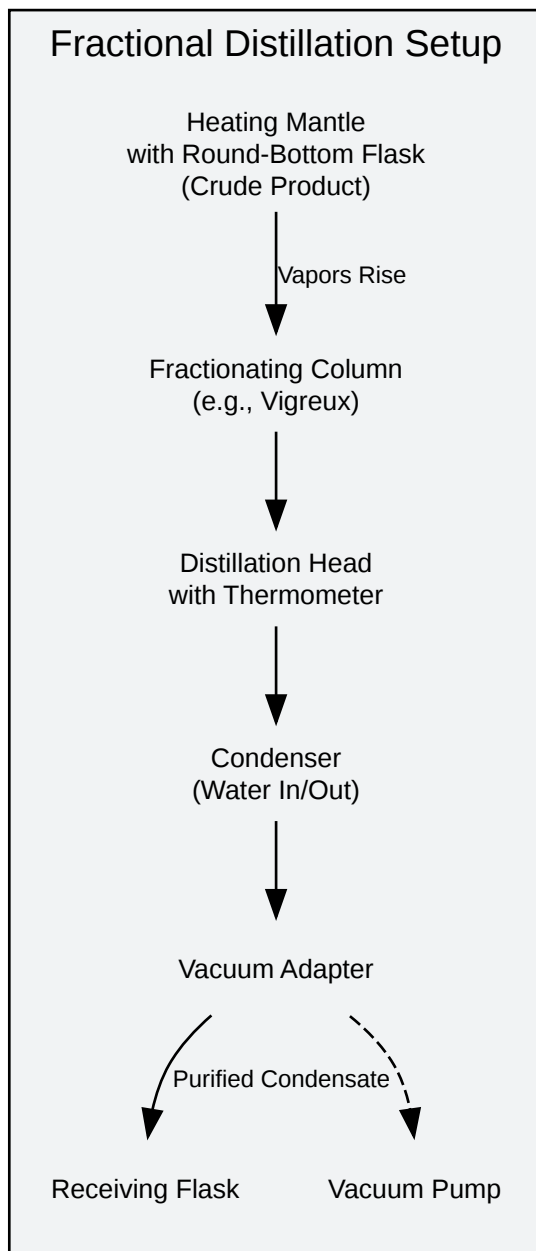 Fractional Distillation Setup
Heating Mantle
with Round-Bottom Flask
(Crude Product)
Vapors Rise
Fractionating Column
(e.g., Vigreux)
Distillation Head
with Thermometer
Condenser
(Water In/Out)
Vacuum Adapter
Purified Condensate
Receiving Flask
Vacuum Pump